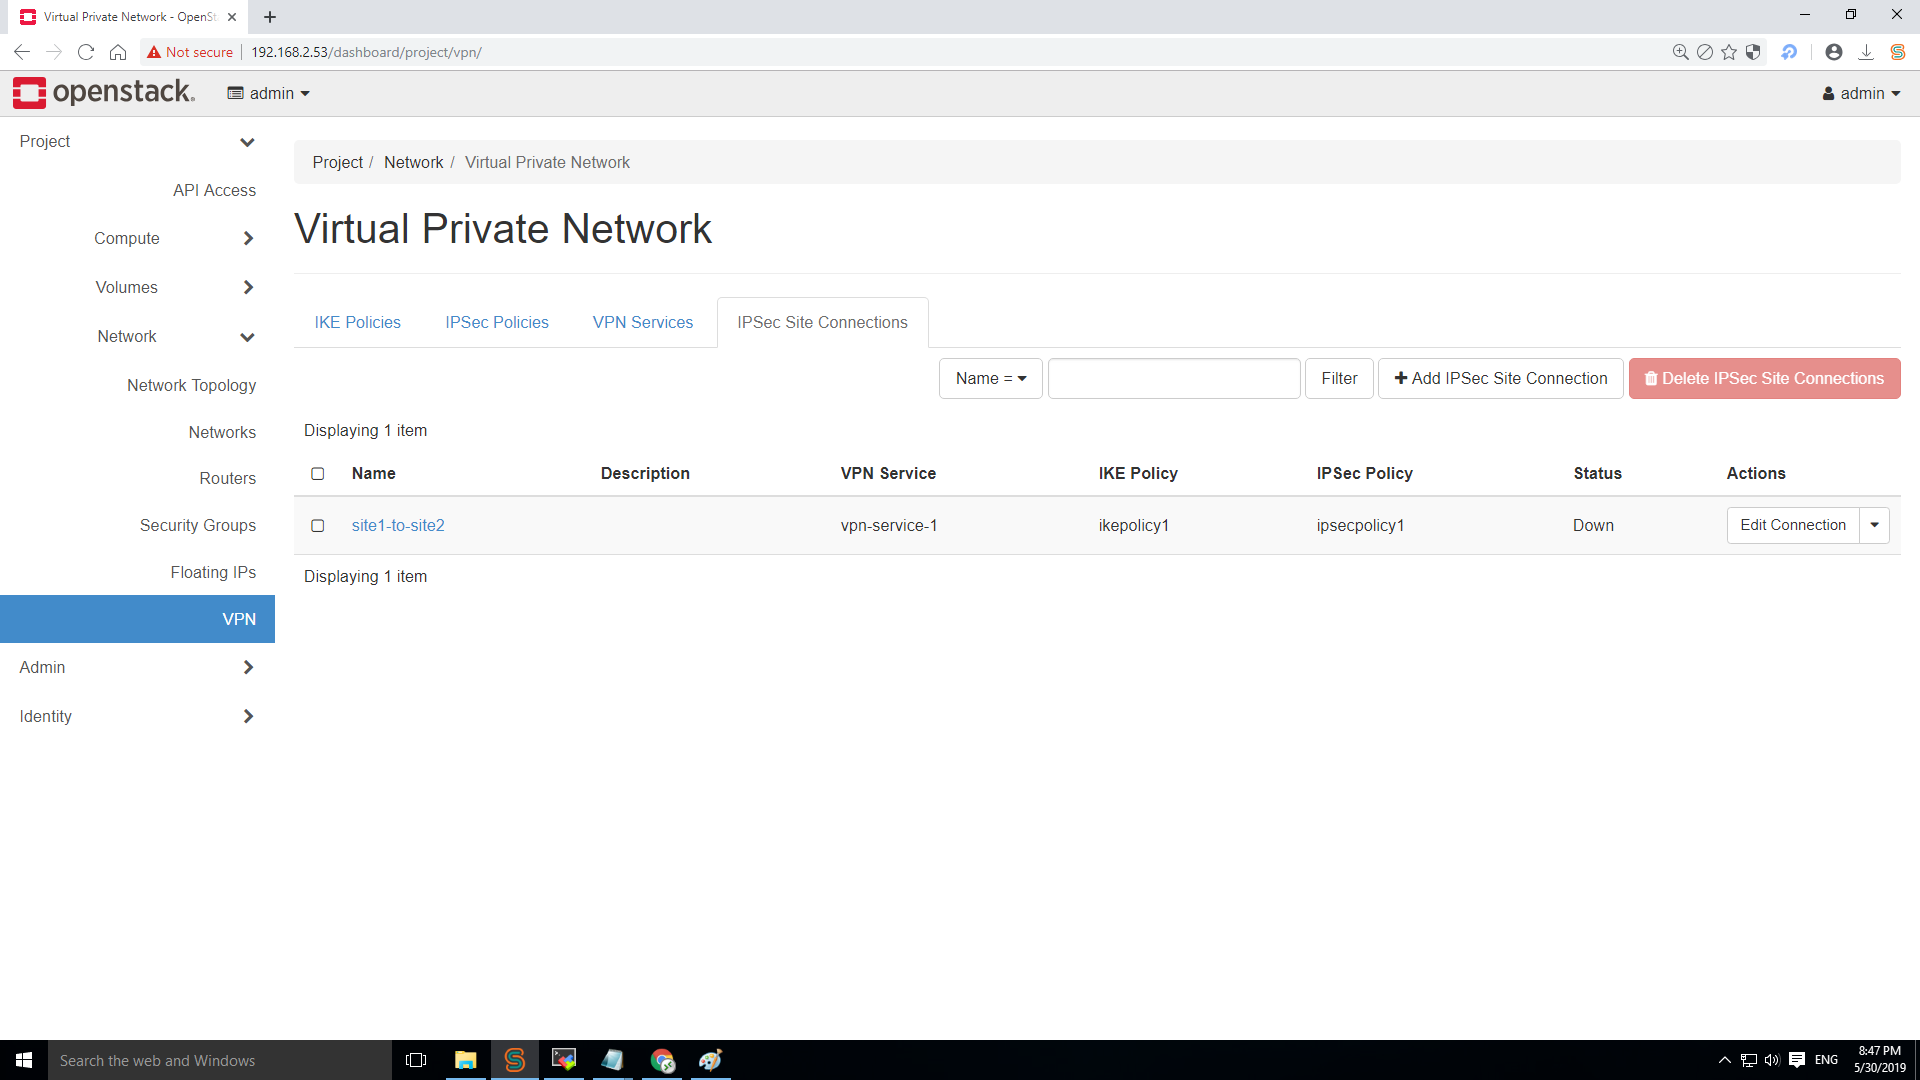 Virtual Private Network - OpenSt
Not secure 192.168.2.53/dashboard/project/vpn/
openstack. admin admin
Project
API Access
Compute
Volumes
Network
Network Topology
Networks
Routers
Security Groups
Floating IPs
VPN
Admin
Identity
Project / Network / Virtual Private Network
Virtual Private Network
IKE Policies IPSec Policies VPN Services IPSec Site Connections
Name = Filter Add IPSec Site Connection Delete IPSec Site Connections
Displaying 1 item
Name Description VPN Service IKE Policy IPSec Policy Status Actions
site1-to-site2 vpn-service-1 ikepolicy1 ipsecpolicy1 Down Edit Connection
Displaying 1 item
Search the web and Windows
ENG
8:47 PM
5/30/2019